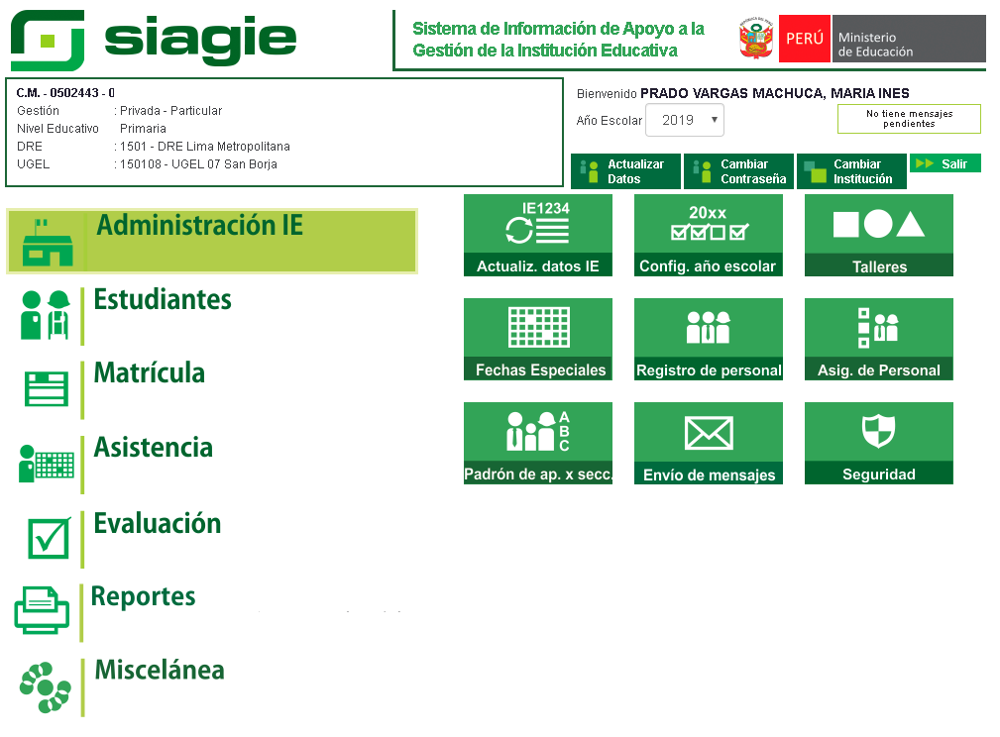 siagie
Sistema de Información de Apoyo a la
Gestión de la Institución Educativa
PERÚ
Ministerio
de Educación
C.M. - 0502443 - 0
Gestión : Privada - Particular
Nivel Educativo Primaria
DRE : 1501 - DRE Lima Metropolitana
UGEL : 150108 - UGEL 07 San Borja
Bienvenido PRADO VARGAS MACHUCA, MARIA INES
Año Escolar 2019
No tiene mensajes
pendientes
Actualizar
Datos
Cambiar
Contraseña
Cambiar
Institución
Salir
Administración IE
Estudiantes
Matrícula
Asistencia
Evaluación
Reportes
Miscelánea
IE1234
Actualiz. datos IE
20xx
Config. año escolar
Talleres
Fechas Especiales
Registro de personal
Asig. de Personal
A
B
C
Padrón de ap. x secc.
Envío de mensajes
Seguridad